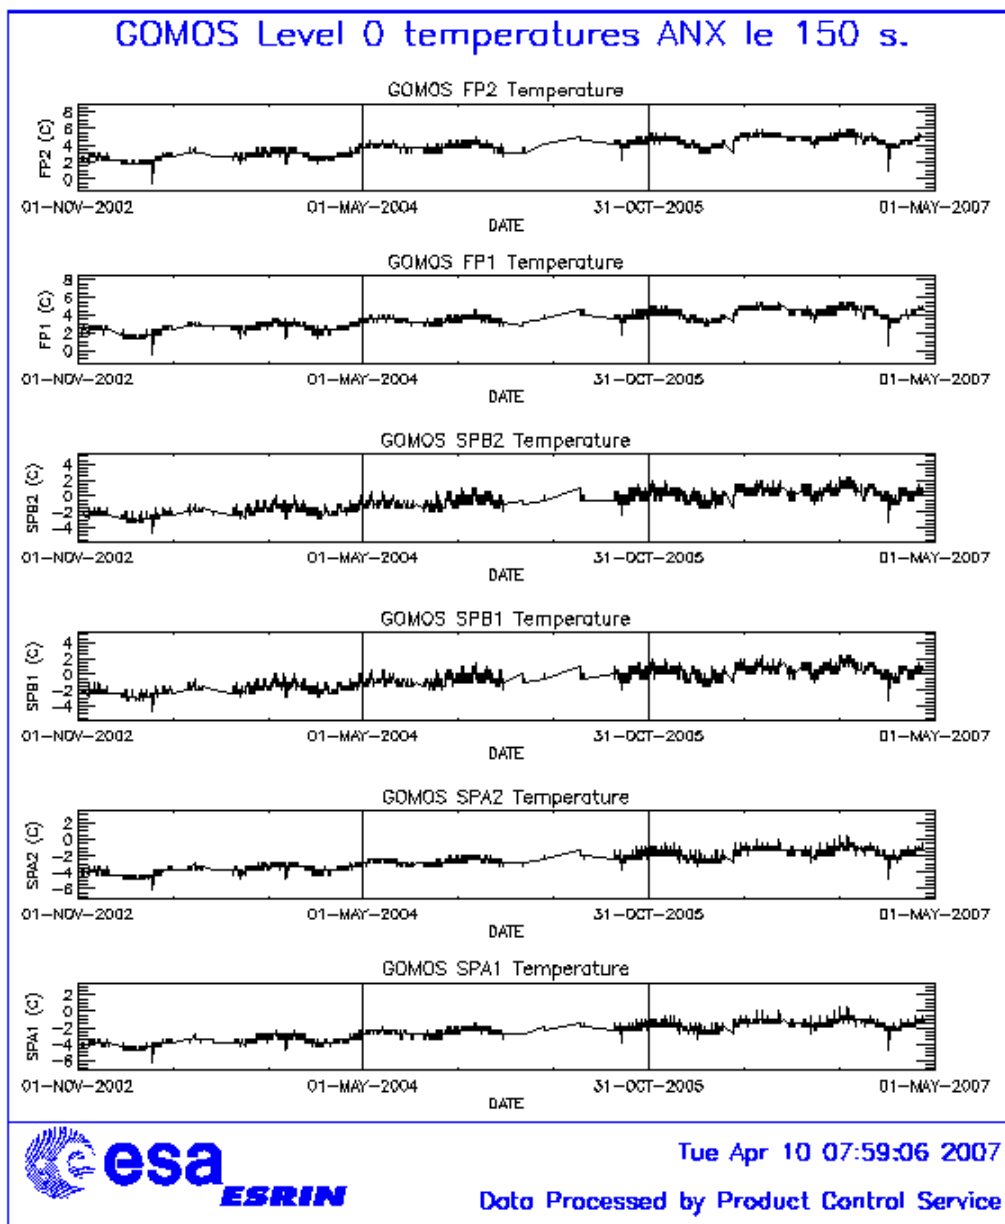 GOMOS Level 0 temperatures ANX le 150 s.
GOMOS FP2 Temperature
FP2 (C)
8
6
4
2
0
01-NOV-2002 01-MAY-2004 31-OCT-2005 01-MAY-2007
DATE
GOMOS FP1 Temperature
FP1 (C)
8
6
4
2
0
01-NOV-2002 01-MAY-2004 31-OCT-2005 01-MAY-2007
DATE
GOMOS SPB2 Temperature
SPB2 (C)
4
2
0
-2
-4
01-NOV-2002 01-MAY-2004 31-OCT-2005 01-MAY-2007
DATE
GOMOS SPB1 Temperature
SPB1 (C)
4
2
0
-2
-4
01-NOV-2002 01-MAY-2004 31-OCT-2005 01-MAY-2007
DATE
GOMOS SPA2 Temperature
SPA2 (C)
2
0
-2
-4
-6
01-NOV-2002 01-MAY-2004 31-OCT-2005 01-MAY-2007
DATE
GOMOS SPA1 Temperature
SPA1 (C)
2
0
-2
-4
-6
01-NOV-2002 01-MAY-2004 31-OCT-2005 01-MAY-2007
DATE
esa
ESRIN
Tue Apr 10 07:59:06 2007
Data Processed by Product Control Service